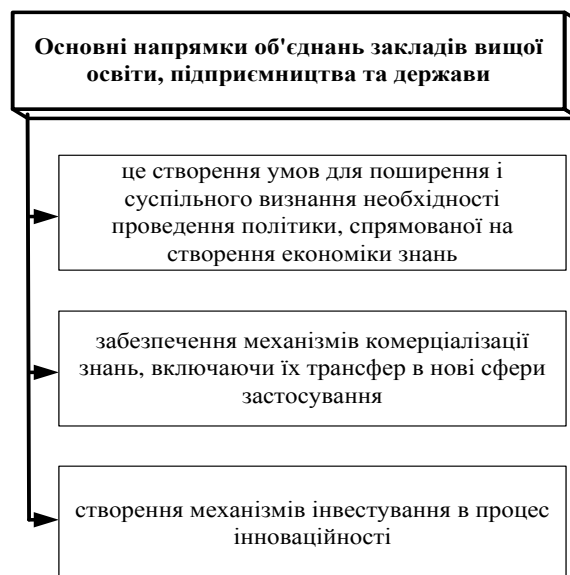 Основні напрямки об'єднань закладів вищої
освіти, підприємництва та держави
це створення умов для поширення і
суспільного визнання необхідності
проведення політики, спрямованої на
створення економіки знань
забезпечення механізмів комерціалізації
знань, включаючи їх трансфер в нові сфери
застосування
створення механізмів інвестування в процес
інноваційності